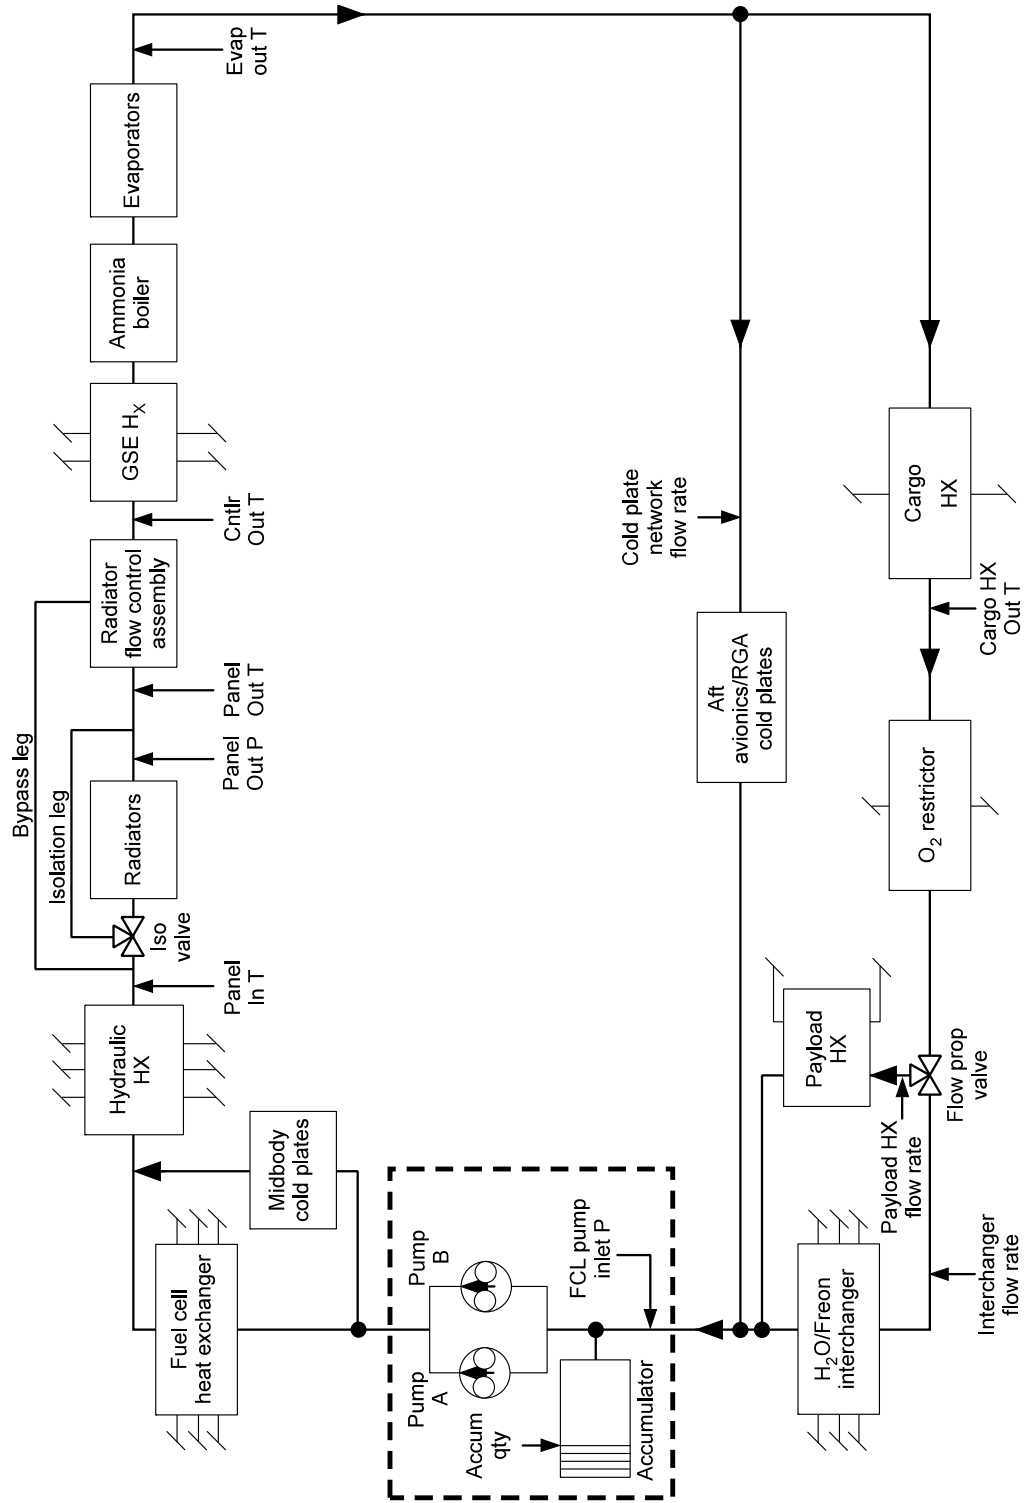 Evap
out T
Evaporators
Ammonia
boiler
GSE HX
Cntlr
Out T
Radiator
flow control
assembly
Panel
Out T
Panel
Out P
Bypass leg
Isolation leg
Radiators
Iso
valve
Panel
In T
Hydraulic
HX
Midbody
cold plates
Fuel cell
heat exchanger
Pump
B
Pump
A
FCL pump
inlet P
Accum
qty
Accumulator
Cold plate
network
flow rate
Aft
avionics/RGA
cold plates
Cargo
HX
Cargo HX
Out T
O2 restrictor
Payload
HX
Flow prop
valve
Payload HX
flow rate
H2O/Freon
interchanger
Interchanger
flow rate